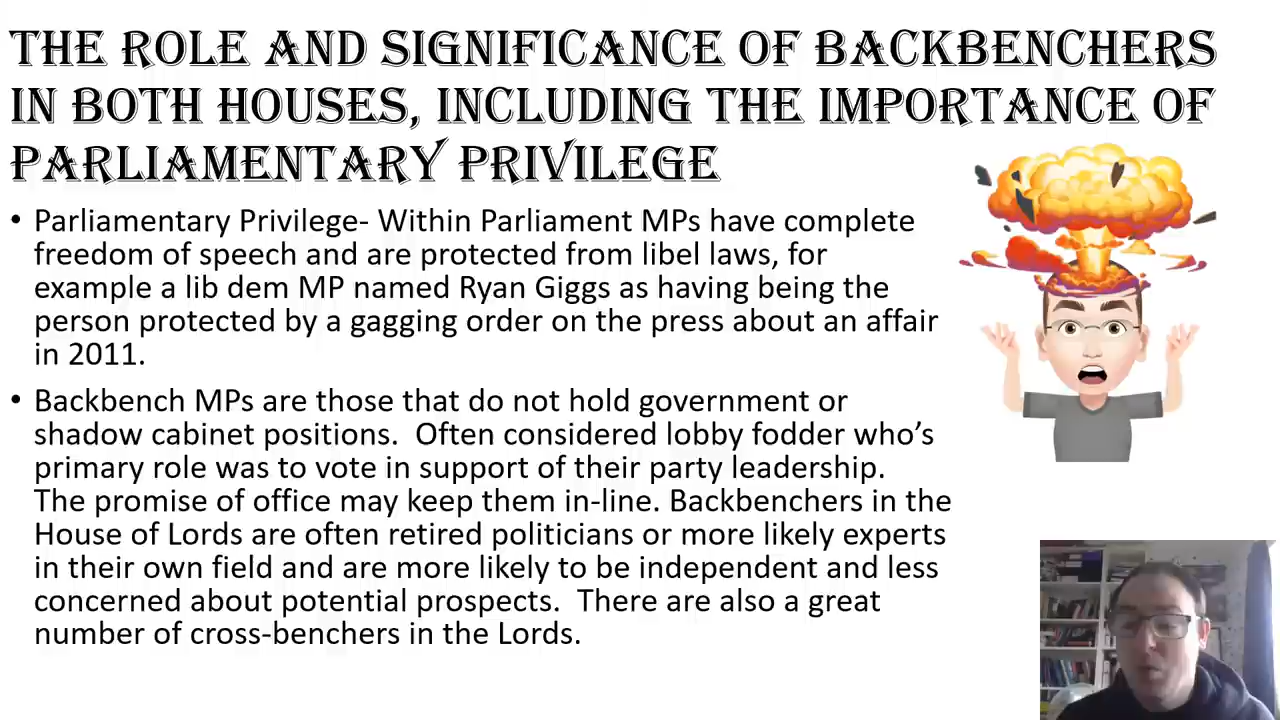 THE ROLE AND SIGNIFICANCE OF BACKBENCHERS
IN BOTH HOUSES, INCLUDING THE IMPORTANCE OF
PARLIAMENTARY PRIVILEGE
• Parliamentary Privilege- Within Parliament MPs have complete
freedom of speech and are protected from libel laws, for
example a lib dem MP named Ryan Giggs as having being the
person protected by a gagging order on the press about an affair
in 2011.
• Backbench MPs are those that do not hold government or
shadow cabinet positions.  Often considered lobby fodder who's
primary role was to vote in support of their party leadership.
The promise of office may keep them in-line. Backbenchers in the
House of Lords are often retired politicians or more likely experts
in their own field and are more likely to be independent and less
concerned about potential prospects.  There are also a great
number of cross-benchers in the Lords.